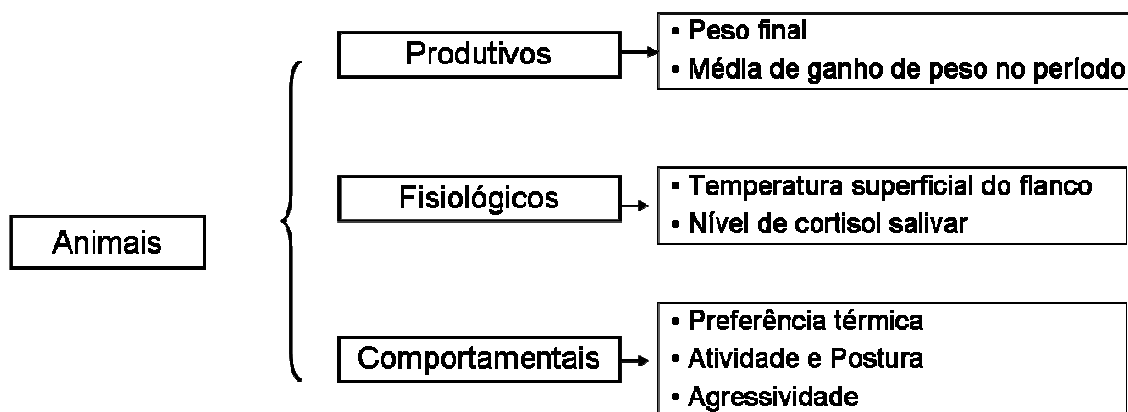 Produtivos
• Peso final
• Média de ganho de peso no período
Animais
Fisiológicos
• Temperatura superficial do flanco
• Nível de cortisol salivar
Comportamentais
• Preferência térmica
• Atividade e Postura
• Agressividade